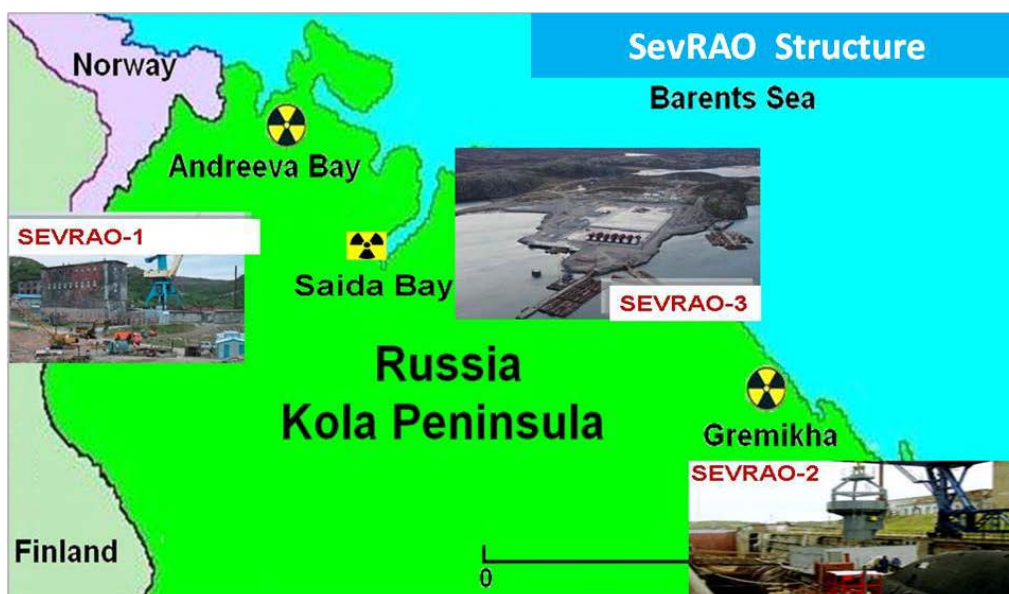 SevRAO Structure
Norway
Barents Sea
Andreeva Bay
SEVRAO-1
Saida Bay
SEVRAO-3
Russia
Kola Peninsula
Gremikha
SEVRAO-2
Finland
0